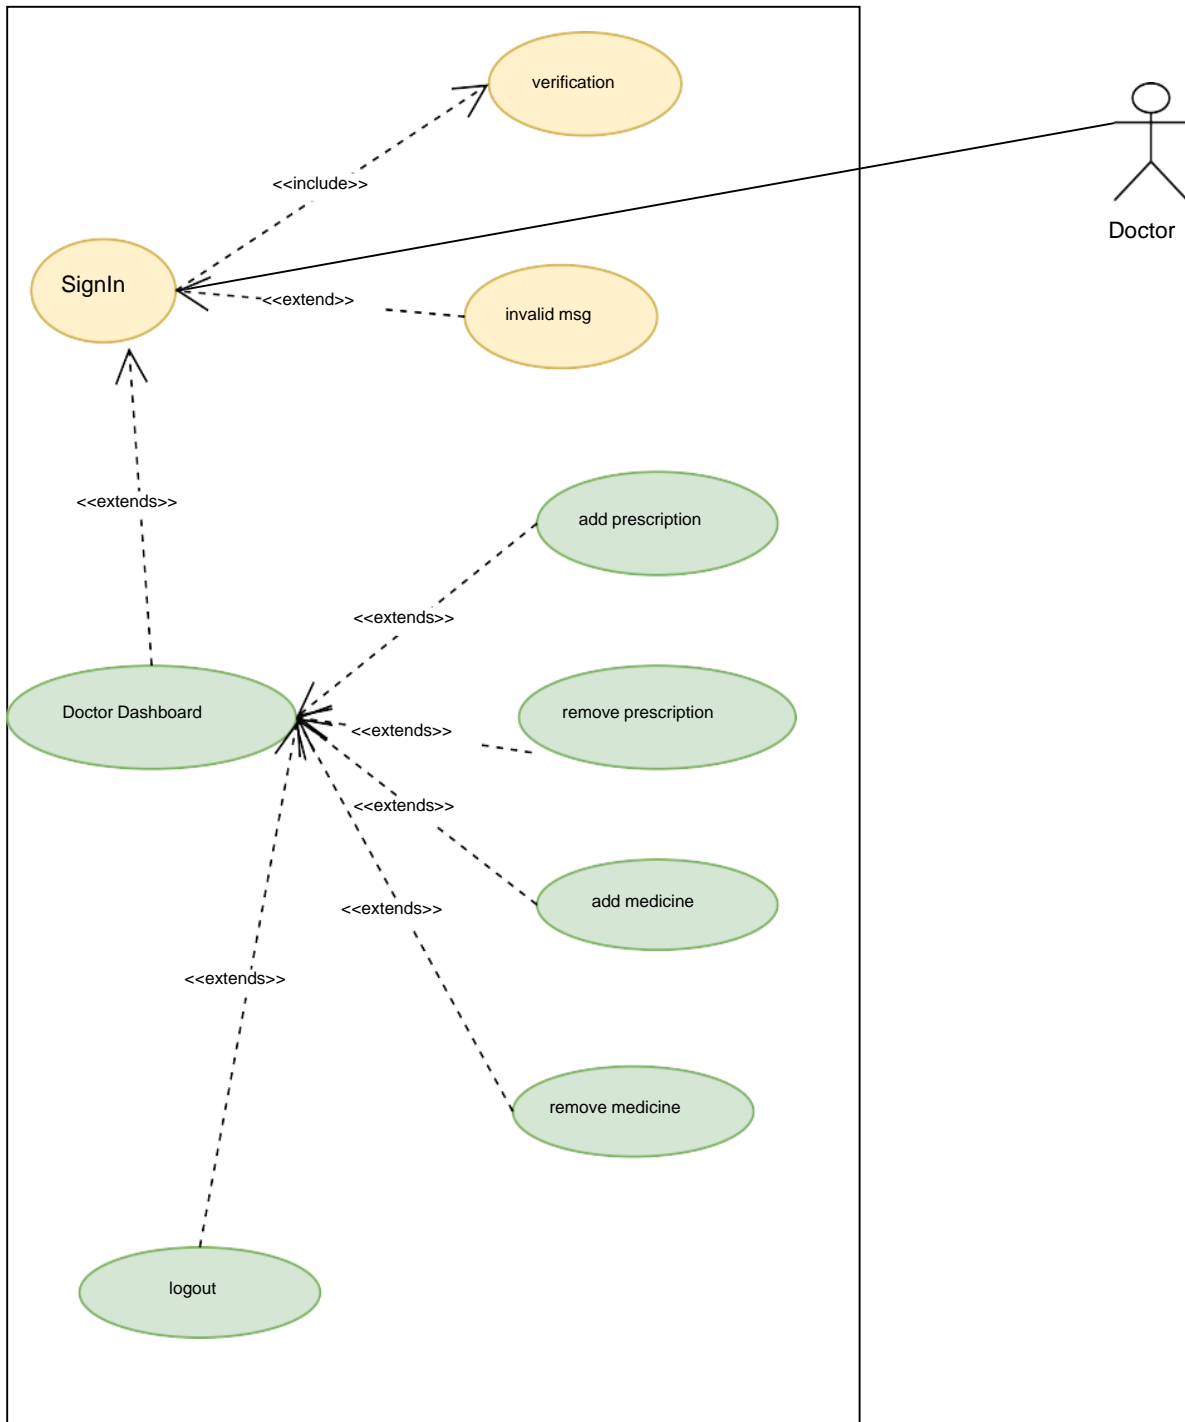 verification
<<include>>
Doctor
SignIn
<<extend>>
invalid msg
<<extends>>
add prescription
<<extends>>
Doctor Dashboard
remove prescription
<<extends>>
<<extends>>
add medicine
<<extends>>
<<extends>>
remove medicine
logout